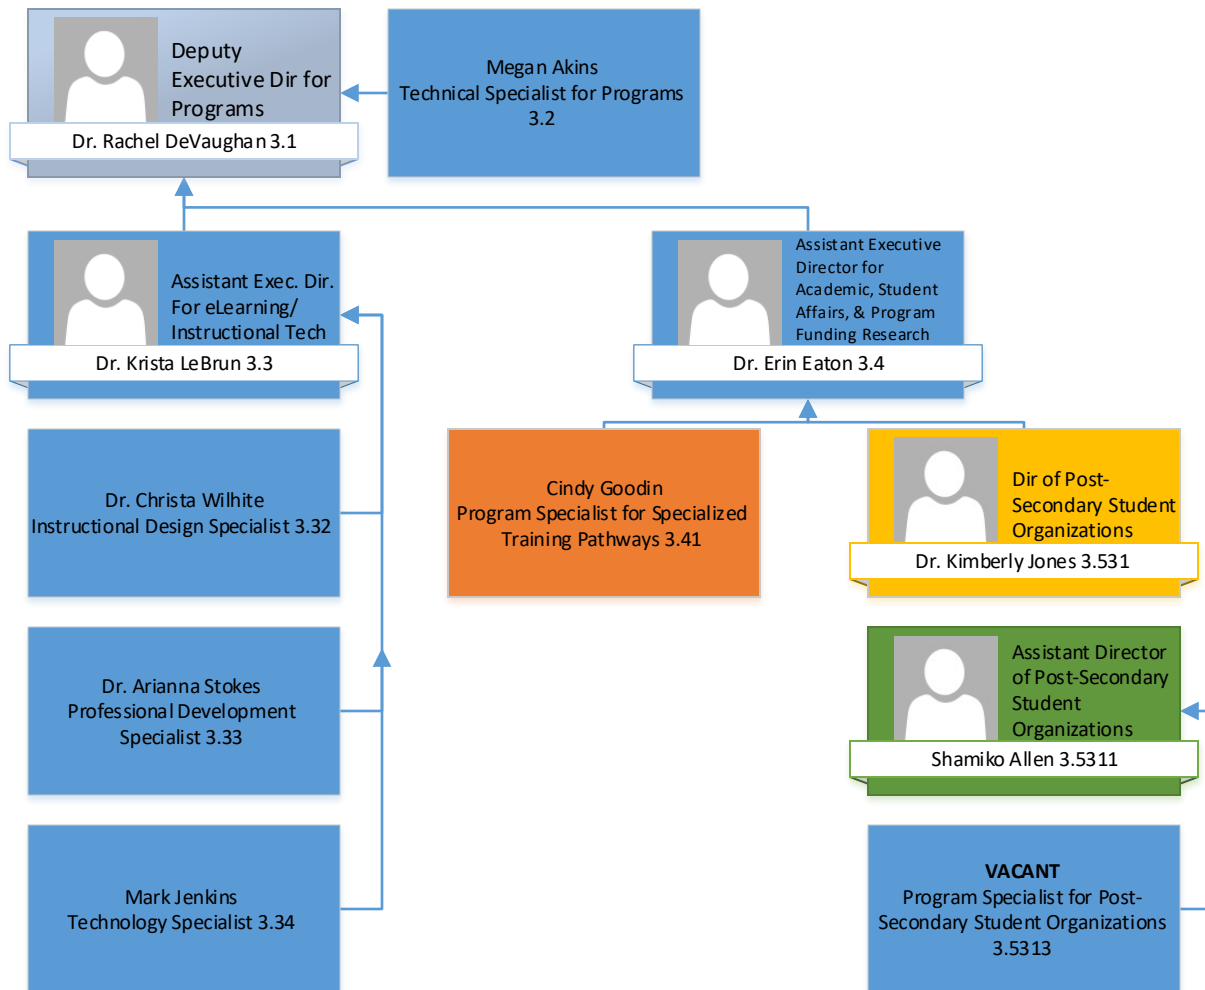 Deputy
Executive Dir for
Programs
Dr. Rachel DeVaughan 3.1
Megan Akins
Technical Specialist for Programs
3.2
Assistant Exec. Dir.
For eLearning/
Instructional Tech
Dr. Krista LeBrun 3.3
Assistant Executive
Director for
Academic, Student
Affairs, & Program
Funding Research
Dr. Erin Eaton 3.4
Dr. Christa Wilhite
Instructional Design Specialist 3.32
Cindy Goodin
Program Specialist for Specialized
Training Pathways 3.41
Dir of Post-
Secondary Student
Organizations
Dr. Kimberly Jones 3.531
Dr. Arianna Stokes
Professional Development
Specialist 3.33
Assistant Director
of Post-Secondary
Student
Organizations
Shamiko Allen 3.5311
Mark Jenkins
Technology Specialist 3.34
VACANT
Program Specialist for Post-
Secondary Student Organizations
3.5313